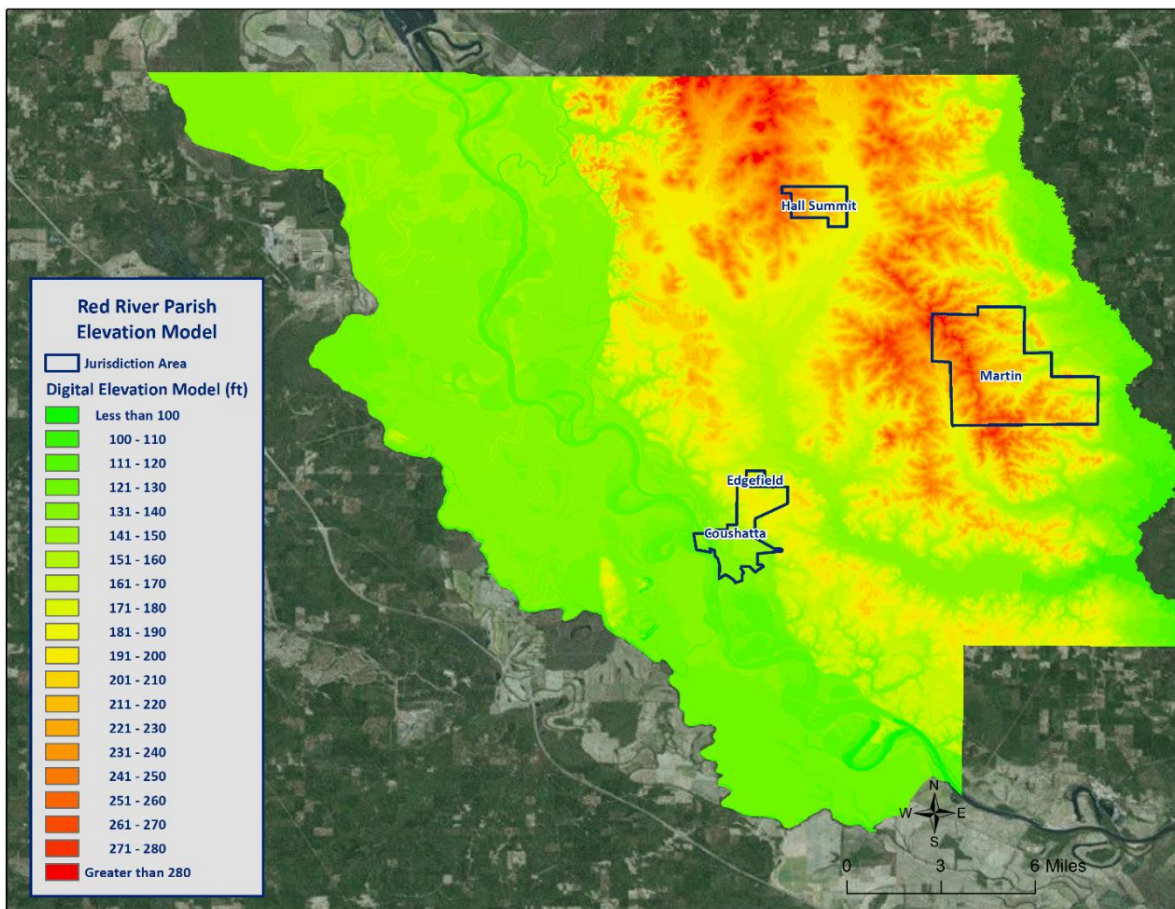 Hall Summit
Martin
Edgefield
Coushatta
Red River Parish
Elevation Model
Jurisdiction Area
Digital Elevation Model (ft)
Less than 100
100 - 110
111 - 120
121 - 130
131 - 140
141 - 150
151 - 160
161 - 170
171 - 180
181 - 190
191 - 200
201 - 210
211 - 220
221 - 230
231 - 240
241 - 250
251 - 260
261 - 270
271 - 280
Greater than 280
N
W E
S
0 3 6 Miles